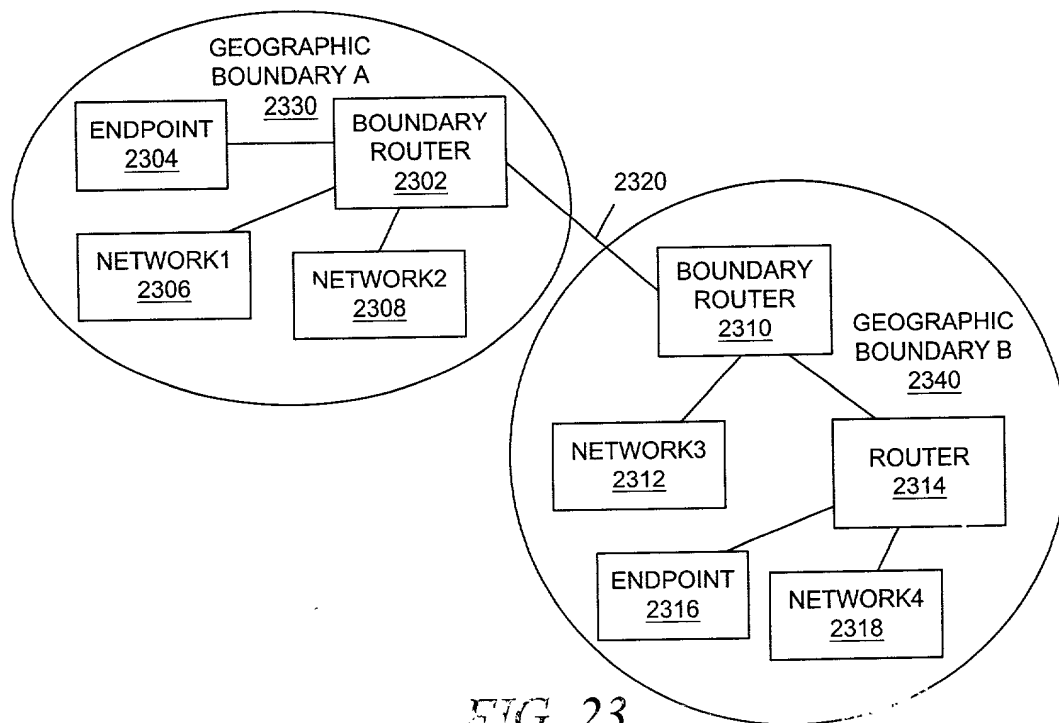 GEOGRAPHIC
BOUNDARY A
2330
ENDPOINT
2304
BOUNDARY
ROUTER
2302
NETWORK1
2306
NETWORK2
2308
2320
BOUNDARY
ROUTER
2310
GEOGRAPHIC
BOUNDARY B
2340
NETWORK3
2312
ROUTER
2314
ENDPOINT
2316
NETWORK4
2318
FIG. 23